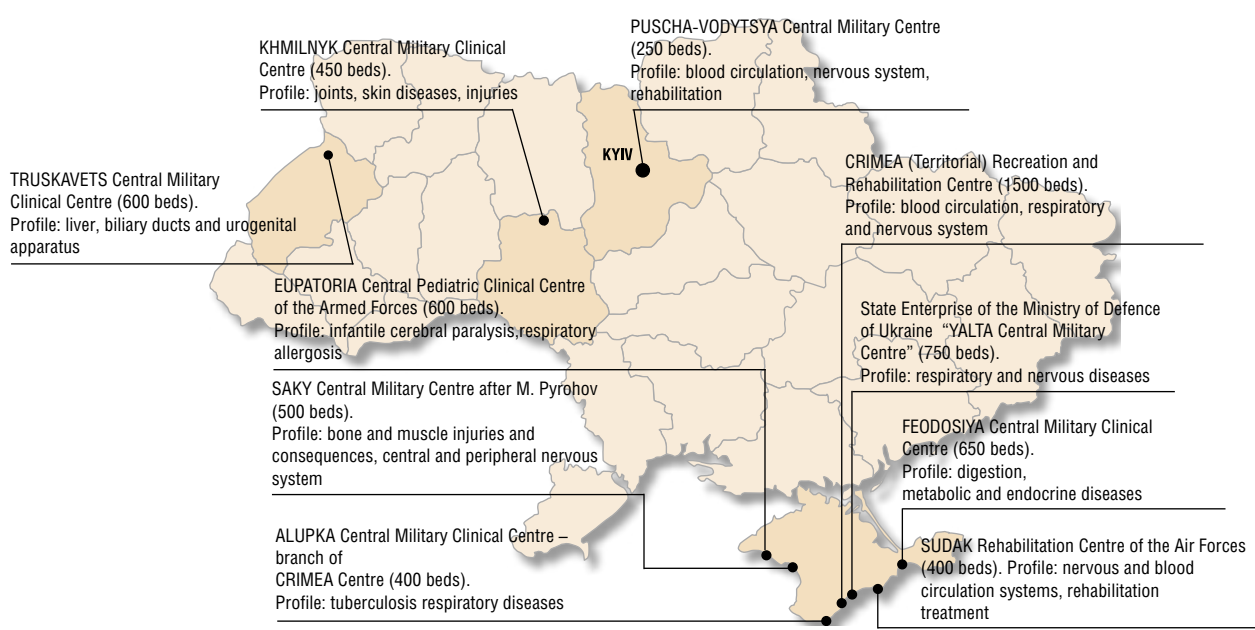 PUSCHA-VODYTSYA Central Military Centre
(250 beds).
Profile: blood circulation, nervous system,
rehabilitation
KHMILNYK Central Military Clinical
Centre (450 beds).
Profile: joints, skin diseases, injuries
KYIV
CRIMEA (Territorial) Recreation and
Rehabilitation Centre (1500 beds).
Profile: blood circulation, respiratory
and nervous system
TRUSKAVETS Central Military
Clinical Centre (600 beds).
Profile: liver, biliary ducts and urogenital
apparatus
EUPATORIA Central Pediatric Clinical Centre
of the Armed Forces (600 beds).
Profile: infantile cerebral paralysis,respiratory
allergosis
State Enterprise of the Ministry of Defence
of Ukraine “YALTA Central Military
Centre” (750 beds).
Profile: respiratory and nervous diseases
SAKY Central Military Centre after M. Pyrohov
(500 beds).
Profile: bone and muscle injuries and
consequences, central and peripheral nervous
system
FEODOSIYA Central Military Clinical
Centre (650 beds).
Profile: digestion,
metabolic and endocrine diseases
ALUPKA Central Military Clinical Centre –
branch of
CRIMEA Centre (400 beds).
Profile: tuberculosis respiratory diseases
SUDAK Rehabilitation Centre of the Air Forces
(400 beds). Profile: nervous and blood
circulation systems, rehabilitation
treatment